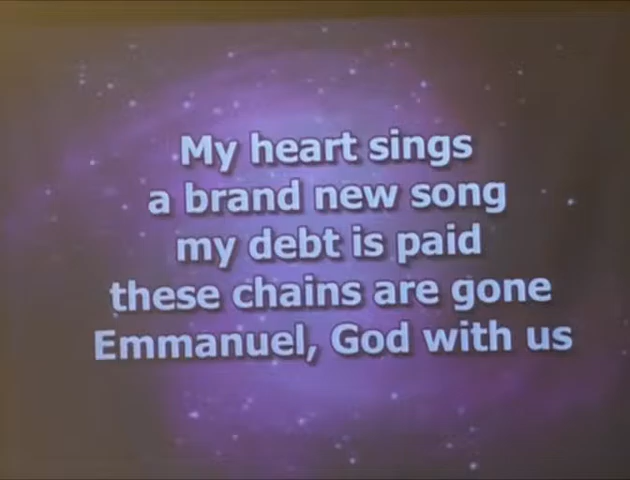 My heart sings
a brand new song
my debt is paid
these chains are gone
Emmanuel, God with us